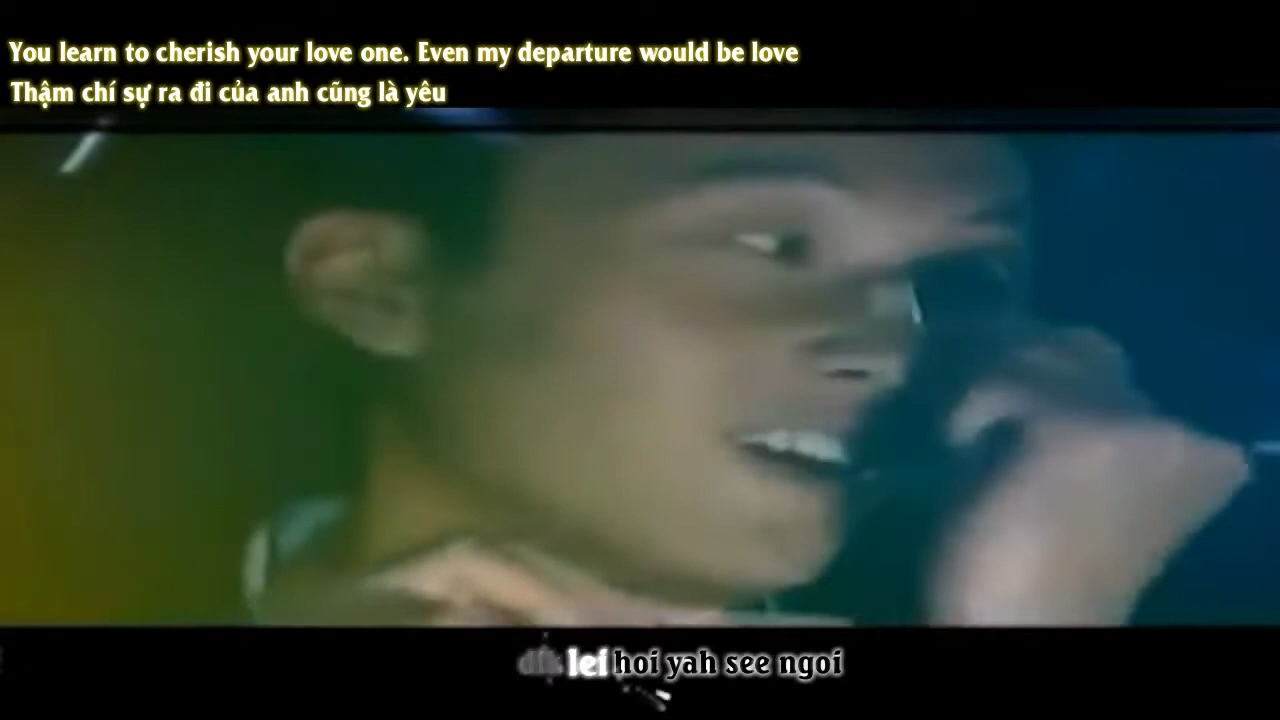 You learn to cherish your love one. Even my departure would be love
Thậm chí sự ra đi của anh cũng là yêu
lei hoi yah see ngoi